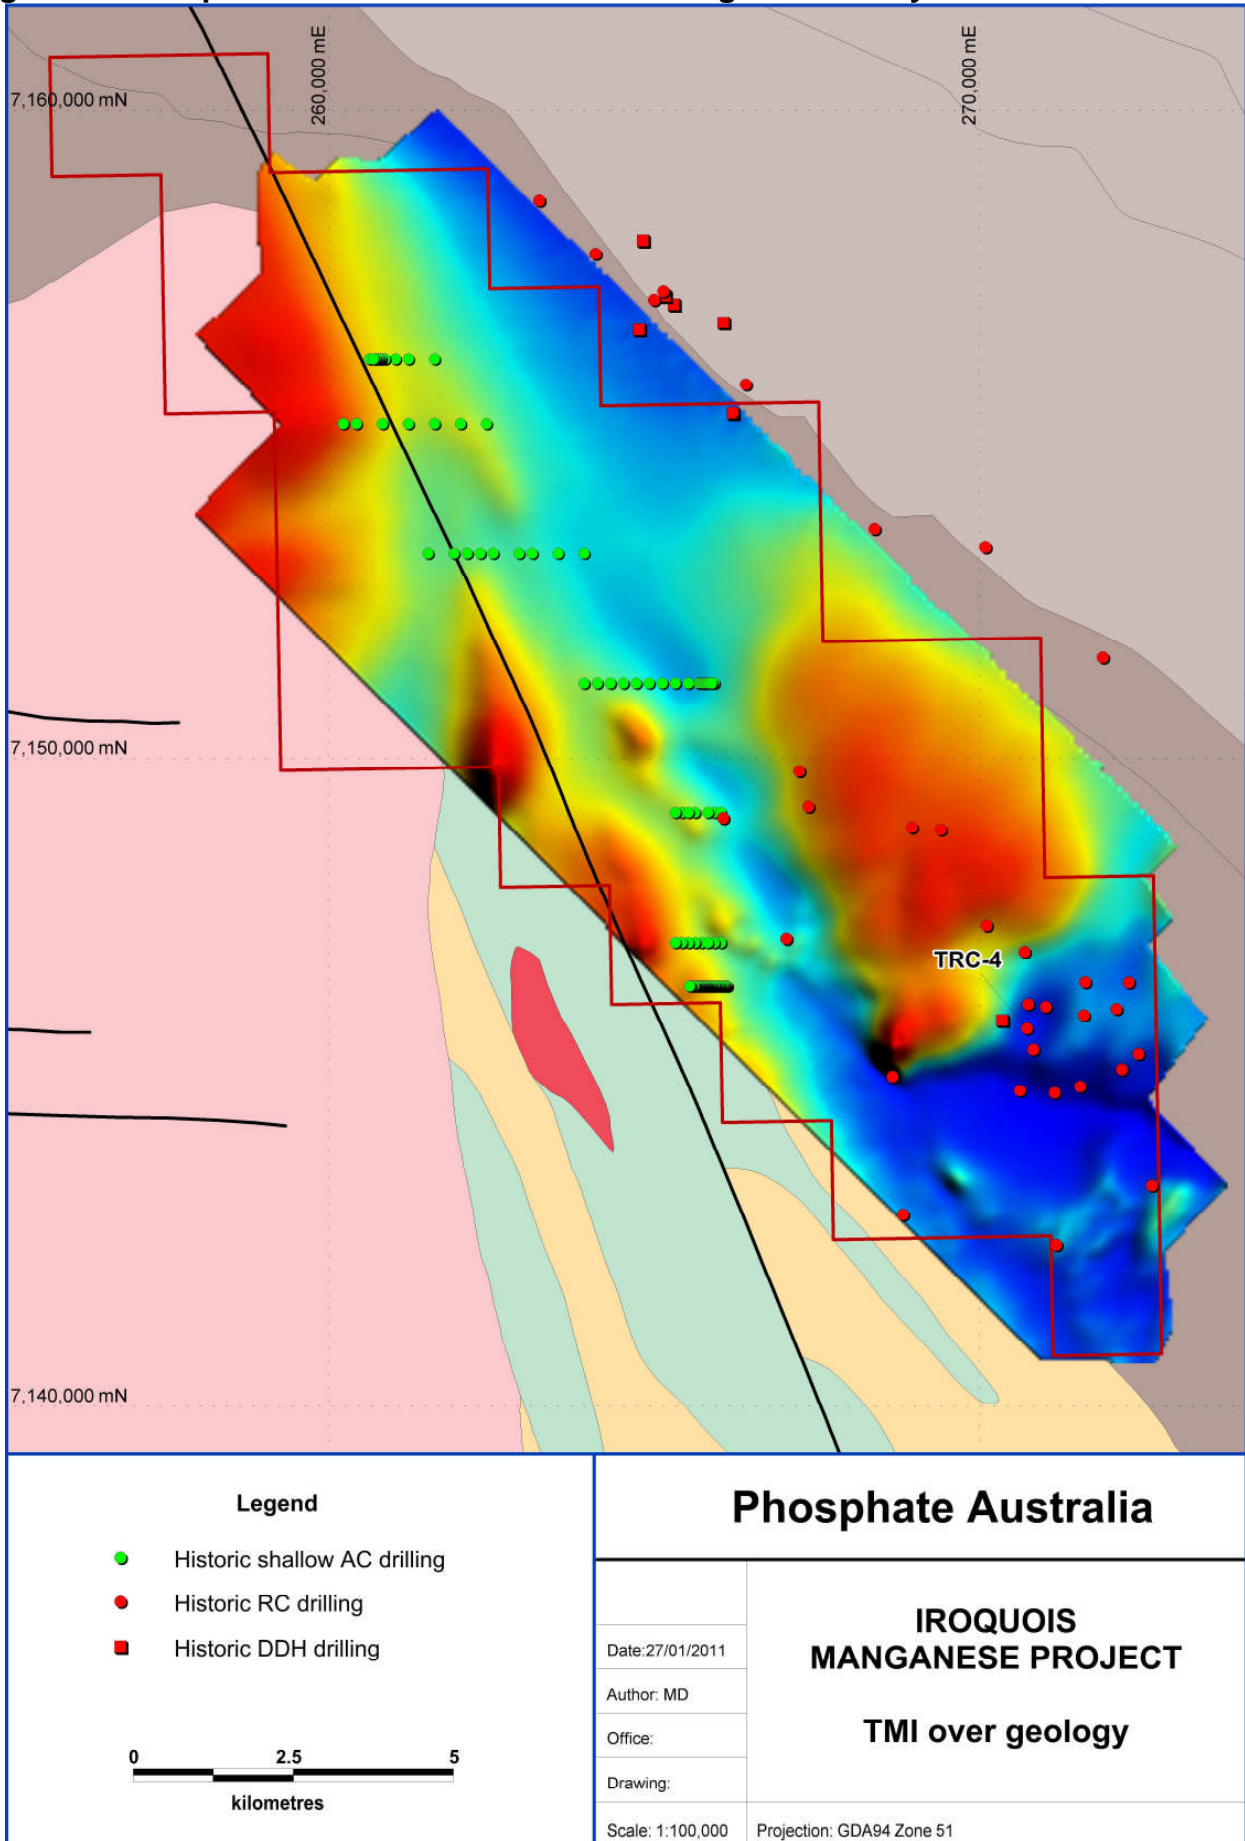 7,160,000 mN
260,000 mE
270,000 mE
7,150,000 mN
TRC-4
7,140,000 mN
Legend
Historic shallow AC drilling
Historic RC drilling
Historic DDH drilling
0 2.5 5
kilometres
Phosphate Australia
Date:27/01/2011
Author: MD
Office:
Drawing:
Scale: 1:100,000
IROQUOIS
MANGANESE PROJECT
TMI over geology
Projection: GDA94 Zone 51